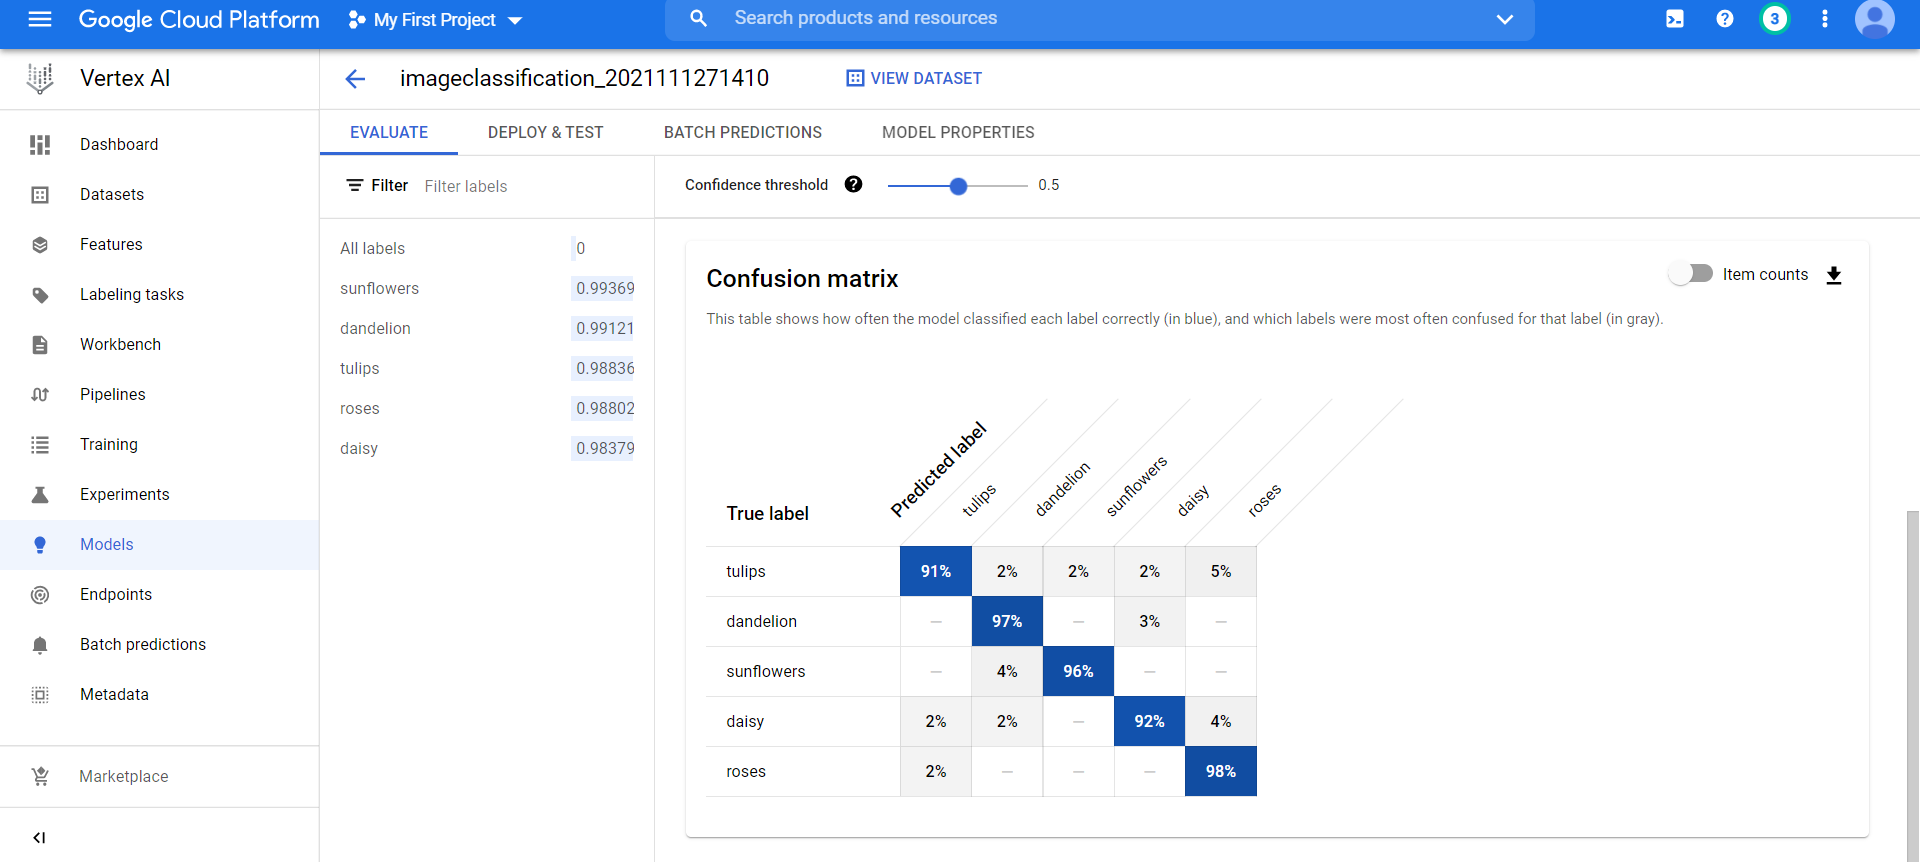 Google Cloud Platform
My First Project
Search products and resources
3
Vertex AI
imageclassification_2021111271410
VIEW DATASET
Dashboard
Datasets
Features
Labeling tasks
Workbench
Pipelines
Training
Experiments
Models
Endpoints
Batch predictions
Metadata
Marketplace
EVALUATE
DEPLOY & TEST
BATCH PREDICTIONS
MODEL PROPERTIES
Filter Filter labels
All labels 0
sunflowers 0.99369
dandelion 0.99121
tulips 0.98836
roses 0.98802
daisy 0.98379
Confidence threshold ? 0.5
Confusion matrix
Item counts
This table shows how often the model classified each label correctly (in blue), and which labels were most often confused for that label (in gray).
True label
Predicted label
tulips
dandelion
sunflowers
daisy
roses
tulips 91% 2% 2% 2% 5%
dandelion — 97% — 3% —
sunflowers — 4% 96% — —
daisy 2% 2% — 92% 4%
roses 2% — — — 98%